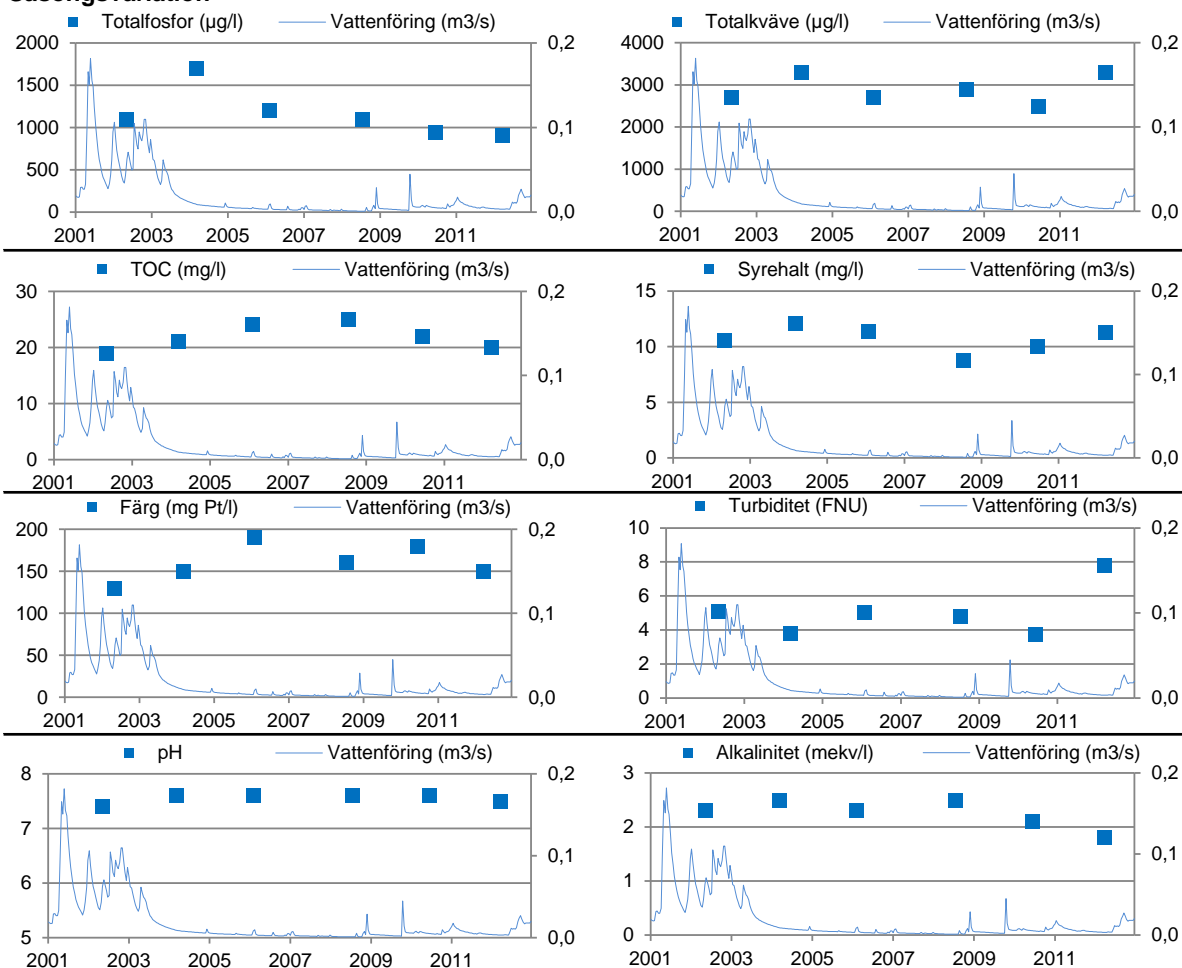 Säsongsvariation
Totalfosfor (µg/l) Vattenföring (m3/s)
2000 0,2
1500
1000 0,1
500
0 0,0
2001 2003 2005 2007 2009 2011
Totalkväve (µg/l) Vattenföring (m3/s)
4000 0,2
3000
2000 0,1
1000
0 0,0
2001 2003 2005 2007 2009 2011
TOC (mg/l) Vattenföring (m3/s)
30 0,2
20
0,1
10
0 0,0
2001 2003 2005 2007 2009 2011
Syrehalt (mg/l) Vattenföring (m3/s)
15 0,2
10
0,1
5
0 0,0
2001 2003 2005 2007 2009 2011
Färg (mg Pt/l) Vattenföring (m3/s)
200 0,2
150
100 0,1
50
0 0,0
2001 2003 2005 2007 2009 2011
Turbiditet (FNU) Vattenföring (m3/s)
10 0,2
8
6
0,1
4
2
0 0,0
2001 2003 2005 2007 2009 2011
pH Vattenföring (m3/s)
8 0,2
7
0,1
6
5 0,0
2001 2003 2005 2007 2009 2011
Alkalinitet (mekv/l) Vattenföring (m3/s)
3 0,2
2
0,1
1
0 0,0
2001 2003 2005 2007 2009 2011